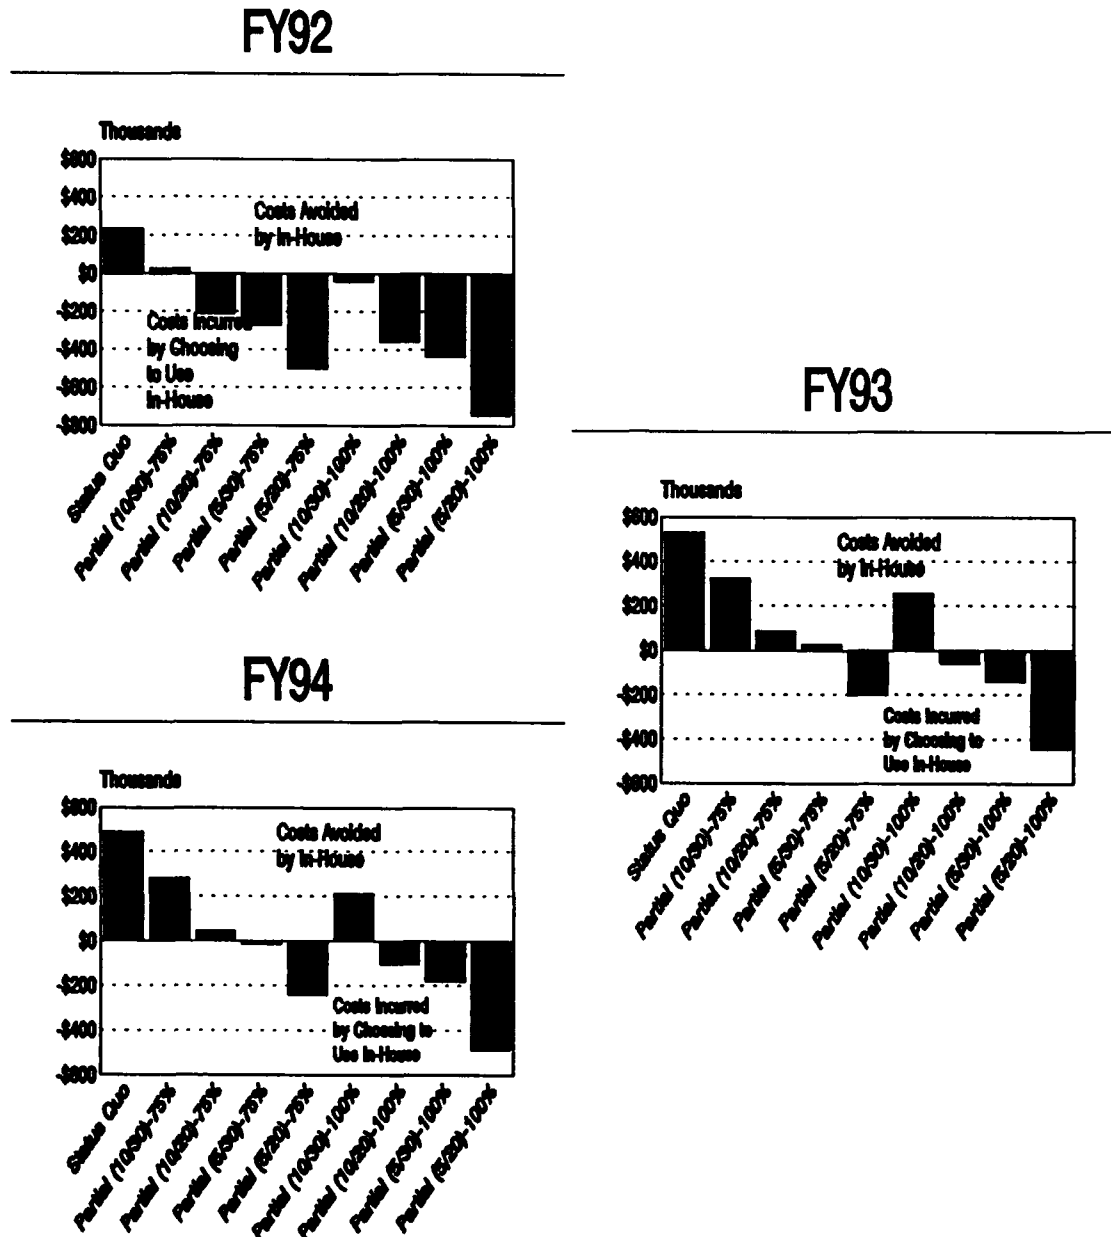 FY92
Thousands
$600
$400
$200
$0
-$200
-$400
-$600
-$800
Costs Avoided
by In-House
Costs Incurred
by Choosing
to Use
In-House
Status Quo
Partial (10/30)-75%
Partial (10/20)-75%
Partial (5/30)-75%
Partial (5/20)-75%
Partial (10/30)-100%
Partial (10/20)-100%
Partial (5/30)-100%
Partial (5/20)-100%
FY93
Thousands
$600
$400
$200
$0
-$200
-$400
-$600
Costs Avoided
by In-House
Costs Incurred
by Choosing to
Use In-House
Status Quo
Partial (10/30)-75%
Partial (10/20)-75%
Partial (5/30)-75%
Partial (5/20)-75%
Partial (10/30)-100%
Partial (10/20)-100%
Partial (5/30)-100%
Partial (5/20)-100%
FY94
Thousands
$600
$400
$200
$0
-$200
-$400
-$600
Costs Avoided
by In-House
Costs Incurred
by Choosing to
Use In-House
Status Quo
Partial (10/30)-75%
Partial (10/20)-75%
Partial (5/30)-75%
Partial (5/20)-75%
Partial (10/30)-100%
Partial (10/20)-100%
Partial (5/30)-100%
Partial (5/20)-100%